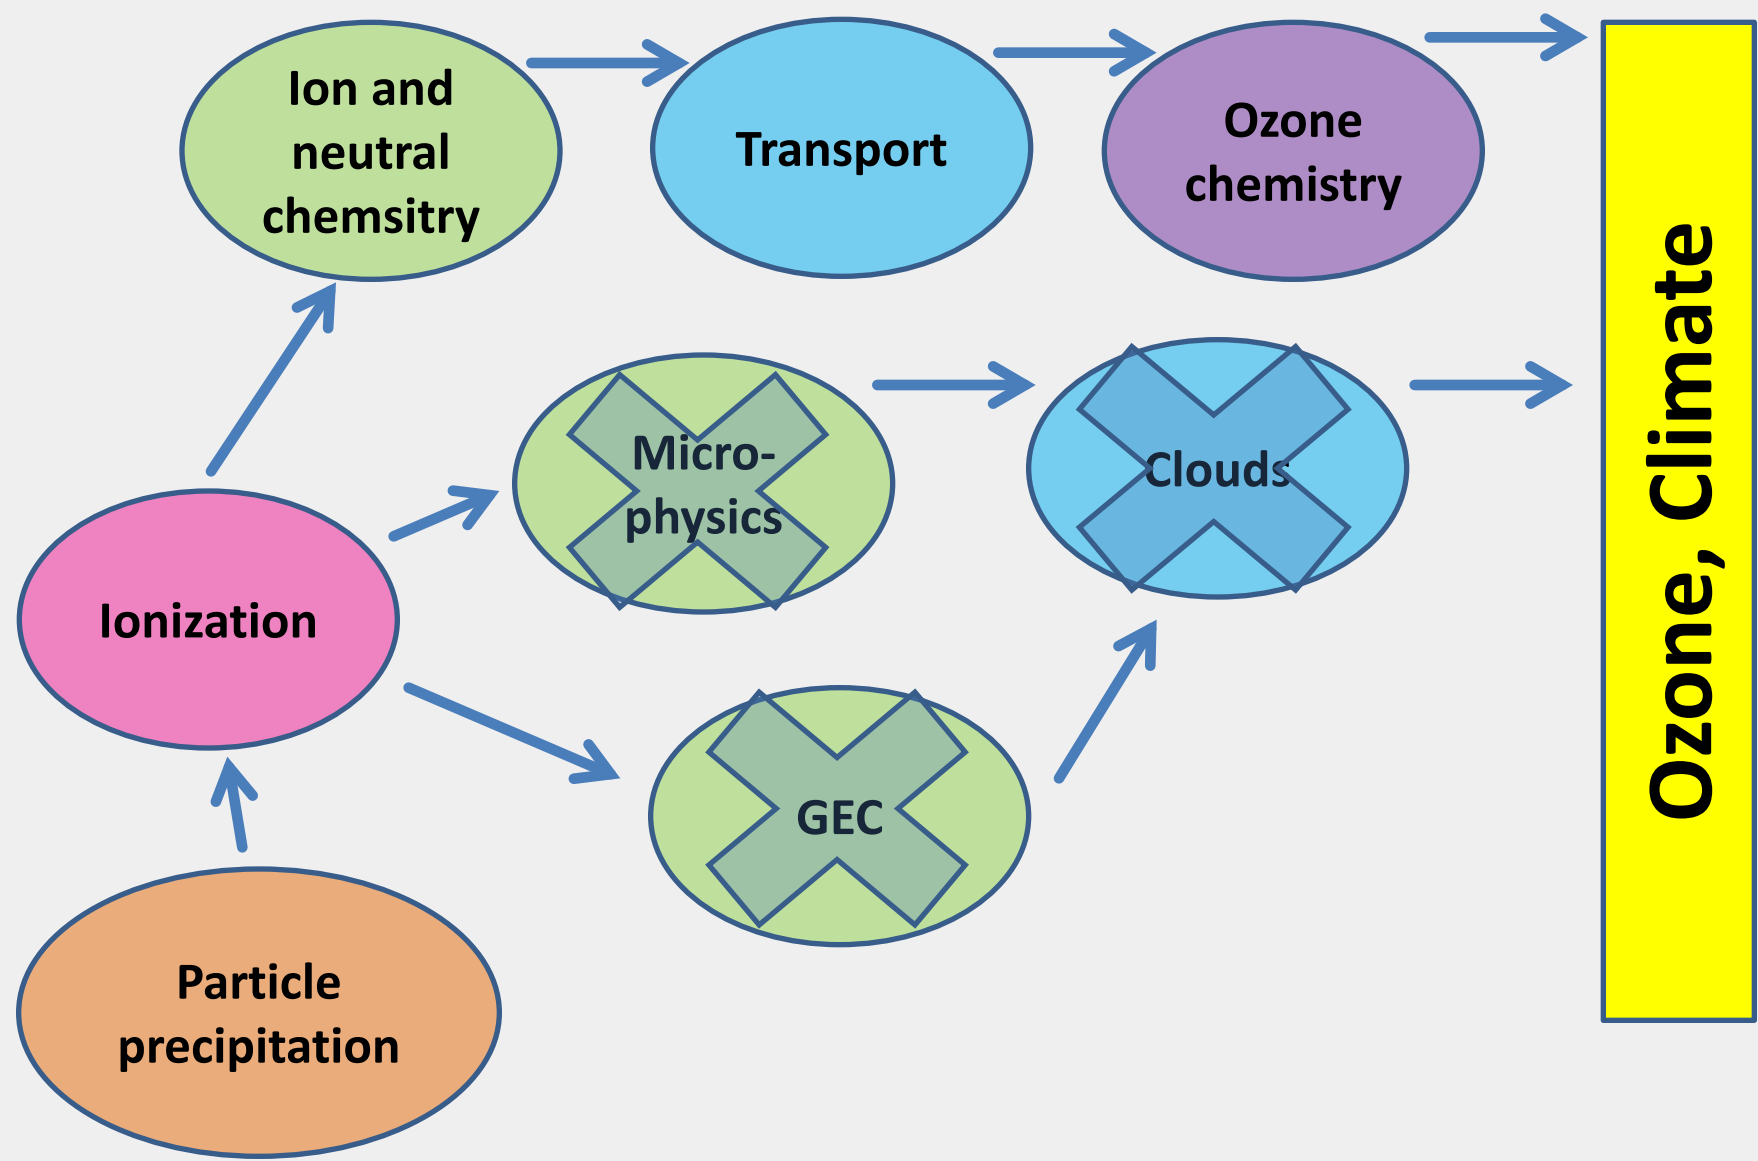 Ion and
neutral
chemsitry
Transport
Ozone
chemistry
Micro-
physics
Clouds
Ionization
GEC
Particle
precipitation
Ozone, Climate